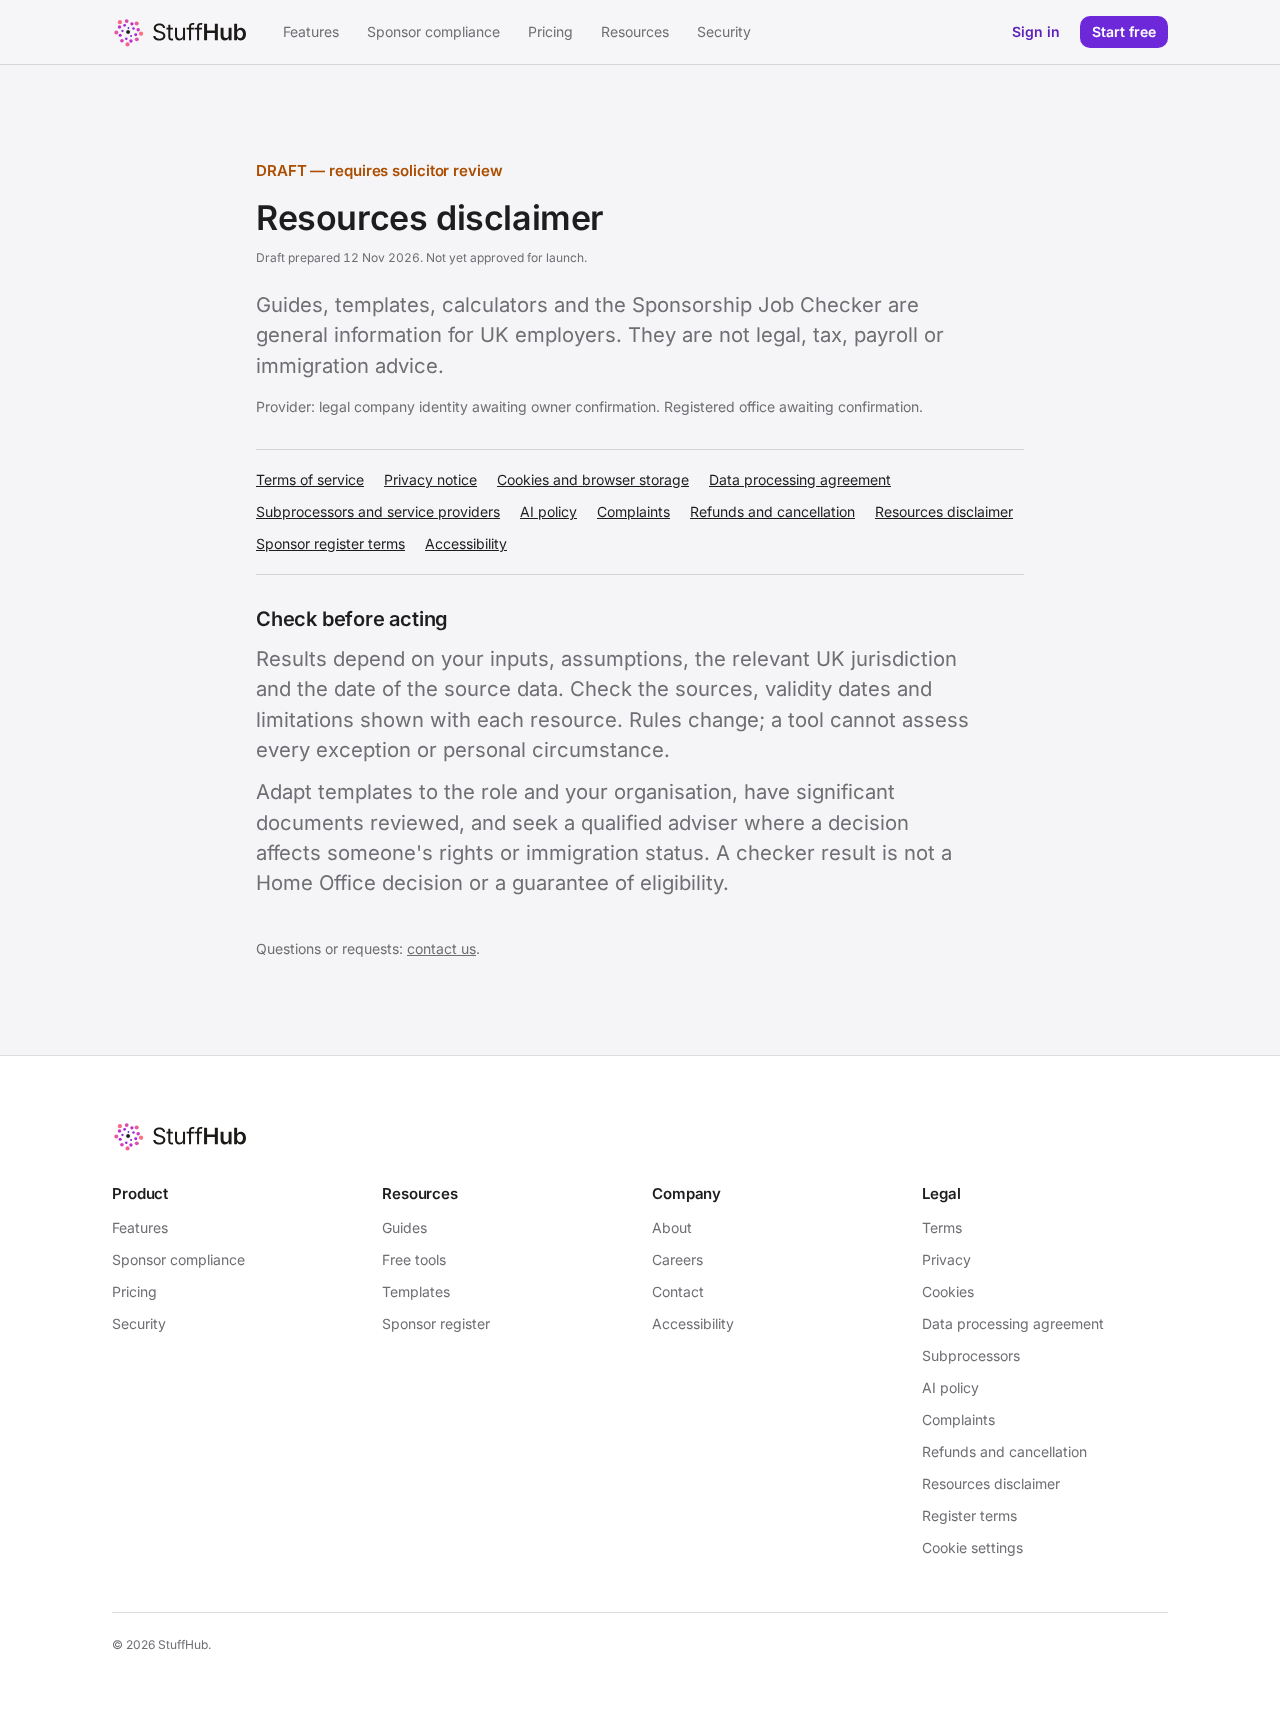 StuffHub
Features
Sponsor compliance
Pricing
Resources
Security
Sign in
Start free
DRAFT — requires solicitor review
Resources disclaimer
Draft prepared 12 Nov 2026. Not yet approved for launch.
Guides, templates, calculators and the Sponsorship Job Checker are
general information for UK employers. They are not legal, tax, payroll or
immigration advice.
Provider: legal company identity awaiting owner confirmation. Registered office awaiting confirmation.
Terms of service
Privacy notice
Cookies and browser storage
Data processing agreement
Subprocessors and service providers
AI policy
Complaints
Refunds and cancellation
Resources disclaimer
Sponsor register terms
Accessibility
Check before acting
Results depend on your inputs, assumptions, the relevant UK jurisdiction
and the date of the source data. Check the sources, validity dates and
limitations shown with each resource. Rules change; a tool cannot assess
every exception or personal circumstance.
Adapt templates to the role and your organisation, have significant
documents reviewed, and seek a qualified adviser where a decision
affects someone's rights or immigration status. A checker result is not a
Home Office decision or a guarantee of eligibility.
Questions or requests: contact us.
StuffHub
Product
Features
Sponsor compliance
Pricing
Security
Resources
Guides
Free tools
Templates
Sponsor register
Company
About
Careers
Contact
Accessibility
Legal
Terms
Privacy
Cookies
Data processing agreement
Subprocessors
AI policy
Complaints
Refunds and cancellation
Resources disclaimer
Register terms
Cookie settings
© 2026 StuffHub.